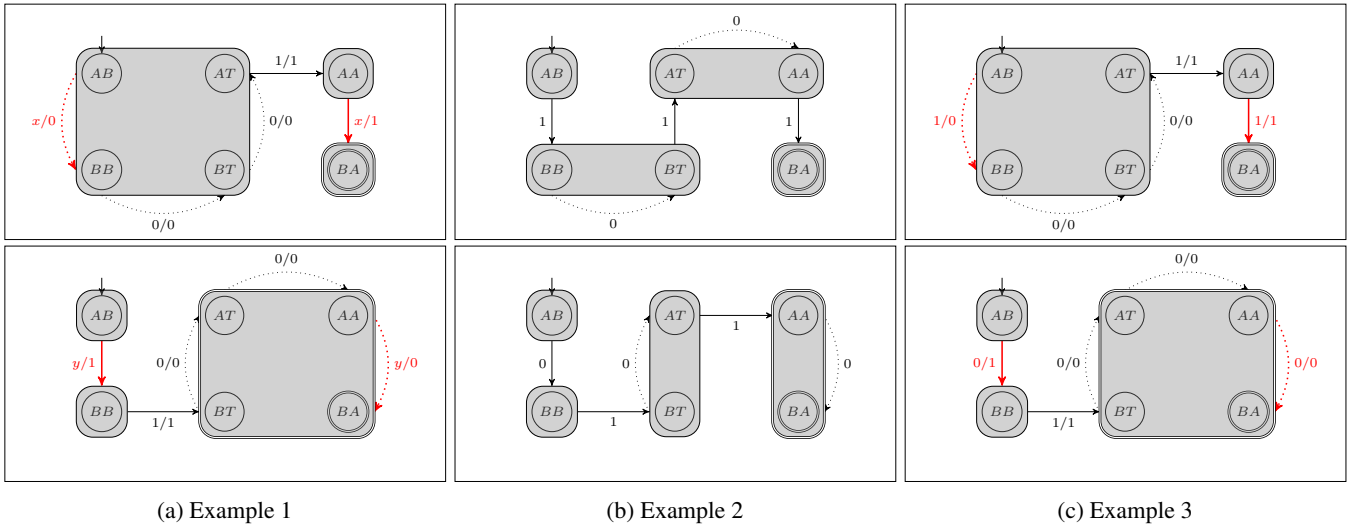 AB AT 1/1 AA
x/0 0/0 x/1
BB BT BA
0/0
0
AB AT AA
1 1 1
BB BT BA
0
AB AT 1/1 AA
1/0 0/0 1/1
BB BT BA
0/0
0/0
AB AT AA
y/1 0/0 y/0
BB 1/1 BT BA
AB AT 1 AA
0 0 0
BB 1 BT BA
0/0
AB AT AA
0/1 0/0 0/0
BB 1/1 BT BA
(a) Example 1
(b) Example 2
(c) Example 3